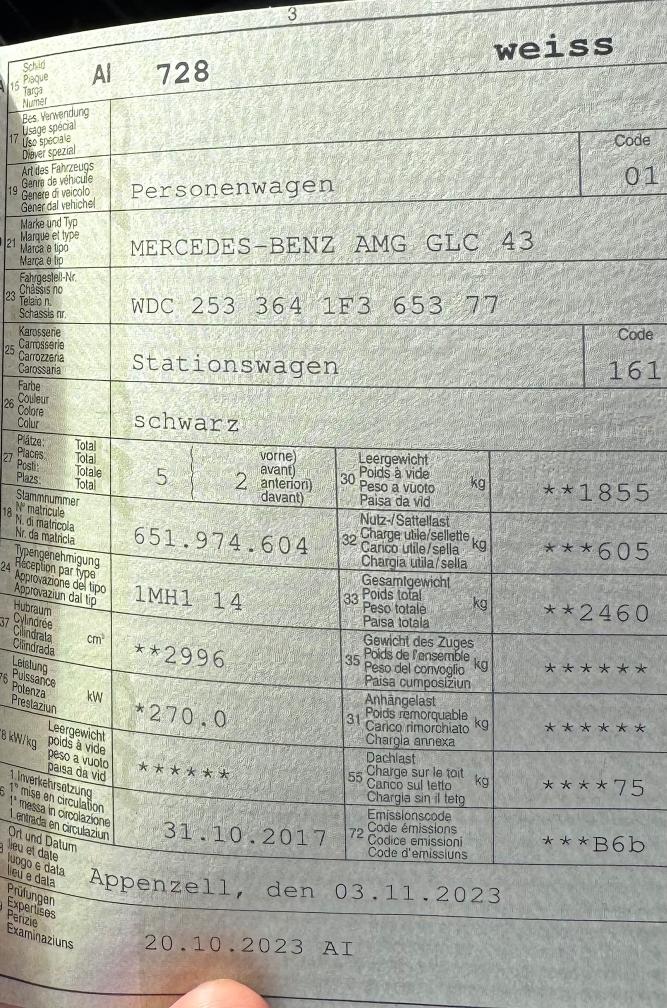 3
15 Schild
Plaque
Targa
Numer
AI 728
weiss
17 Bes. Verwendung
Usage spécial
Uso speciale
Diever spezial
19 Art des Fahrzeugs
Genre de véhicule
Genere di veicolo
Gener dal vehichel
Personenwagen
Code
01
21 Marke und Typ
Marque et type
Marca e tipo
Marca e tip
MERCEDES-BENZ AMG GLC 43
23 Fahrgestell-Nr.
Châssis no
Telaio n.
Schassis nr.
WDC 253 364 1F3 653 77
25 Karosserie
Carrosserie
Carrozzeria
Carossaria
Stationswagen
Code
161
26 Farbe
Couleur
Colore
Colur
schwarz
27 Plätze: Total
Places: Total
Posti: Totale
Plazs: Total
5 2
vorne)
avant)
anteriori)
davant)
30 Leergewicht
Poids à vide
Peso a vuoto
Paisa da vid
kg
**1855
18 Stammnummer
N° matricule
N. di matricola
Nr. da matricla
651.974.604
32 Nutz-/Sattellast
Charge utile/sellette
Carico utile/sella
Chargia utila/sella
kg
***605
24 Typengenehmigung
Réception par type
Approvazione del tipo
Approvaziun dal tip
1MH1 14
33 Gesamtgewicht
Poids total
Peso totale
Paisa totala
kg
**2460
37 Hubraum
Cylindrée
Cilindrata
Cilindrada
cm³
**2996
35 Gewicht des Zuges
Poids de l'ensemble
Peso del convoglio
Paisa cumposiziun
kg
******
76 Leistung
Puissance
Potenza
Prestaziun
kW
*270.0
31 Anhängelast
Poids remorquable
Carico rimorchiato
Chargia annexa
kg
******
78 kW/kg
Leergewicht
poids à vide
peso a vuoto
paisa da vid
******
55 Dachlast
Charge sur le toit
Carico sul tetto
Chargia sin il tetg
kg
****75
1. Inverkehrsetzung
1re mise en circulation
1a messa in circolazione
1. entrada en circulaziun
31.10.2017
72 Emissionscode
Code émissions
Codice emissioni
Code d'emissiuns
***B6b
Ort und Datum
lieu et date
luogo e data
lieu e data
Appenzell, den 03.11.2023
Prüfungen
Expertises
Perizie
Examinaziuns
20.10.2023 AI